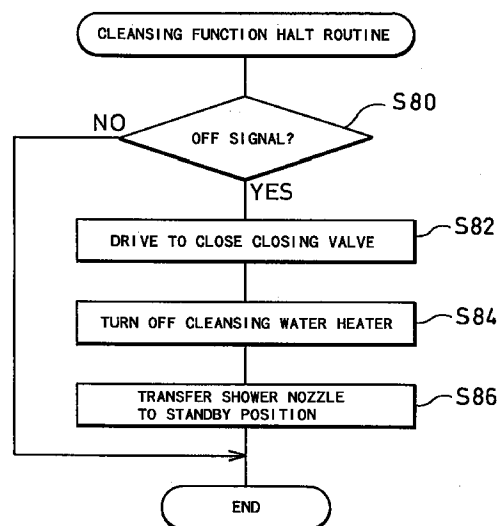 CLEANSING FUNCTION HALT ROUTINE
S80
NO
OFF SIGNAL?
YES
S82
DRIVE TO CLOSE CLOSING VALVE
S84
TURN OFF CLEANSING WATER HEATER
S86
TRANSFER SHOWER NOZZLE
TO STANDBY POSITION
END